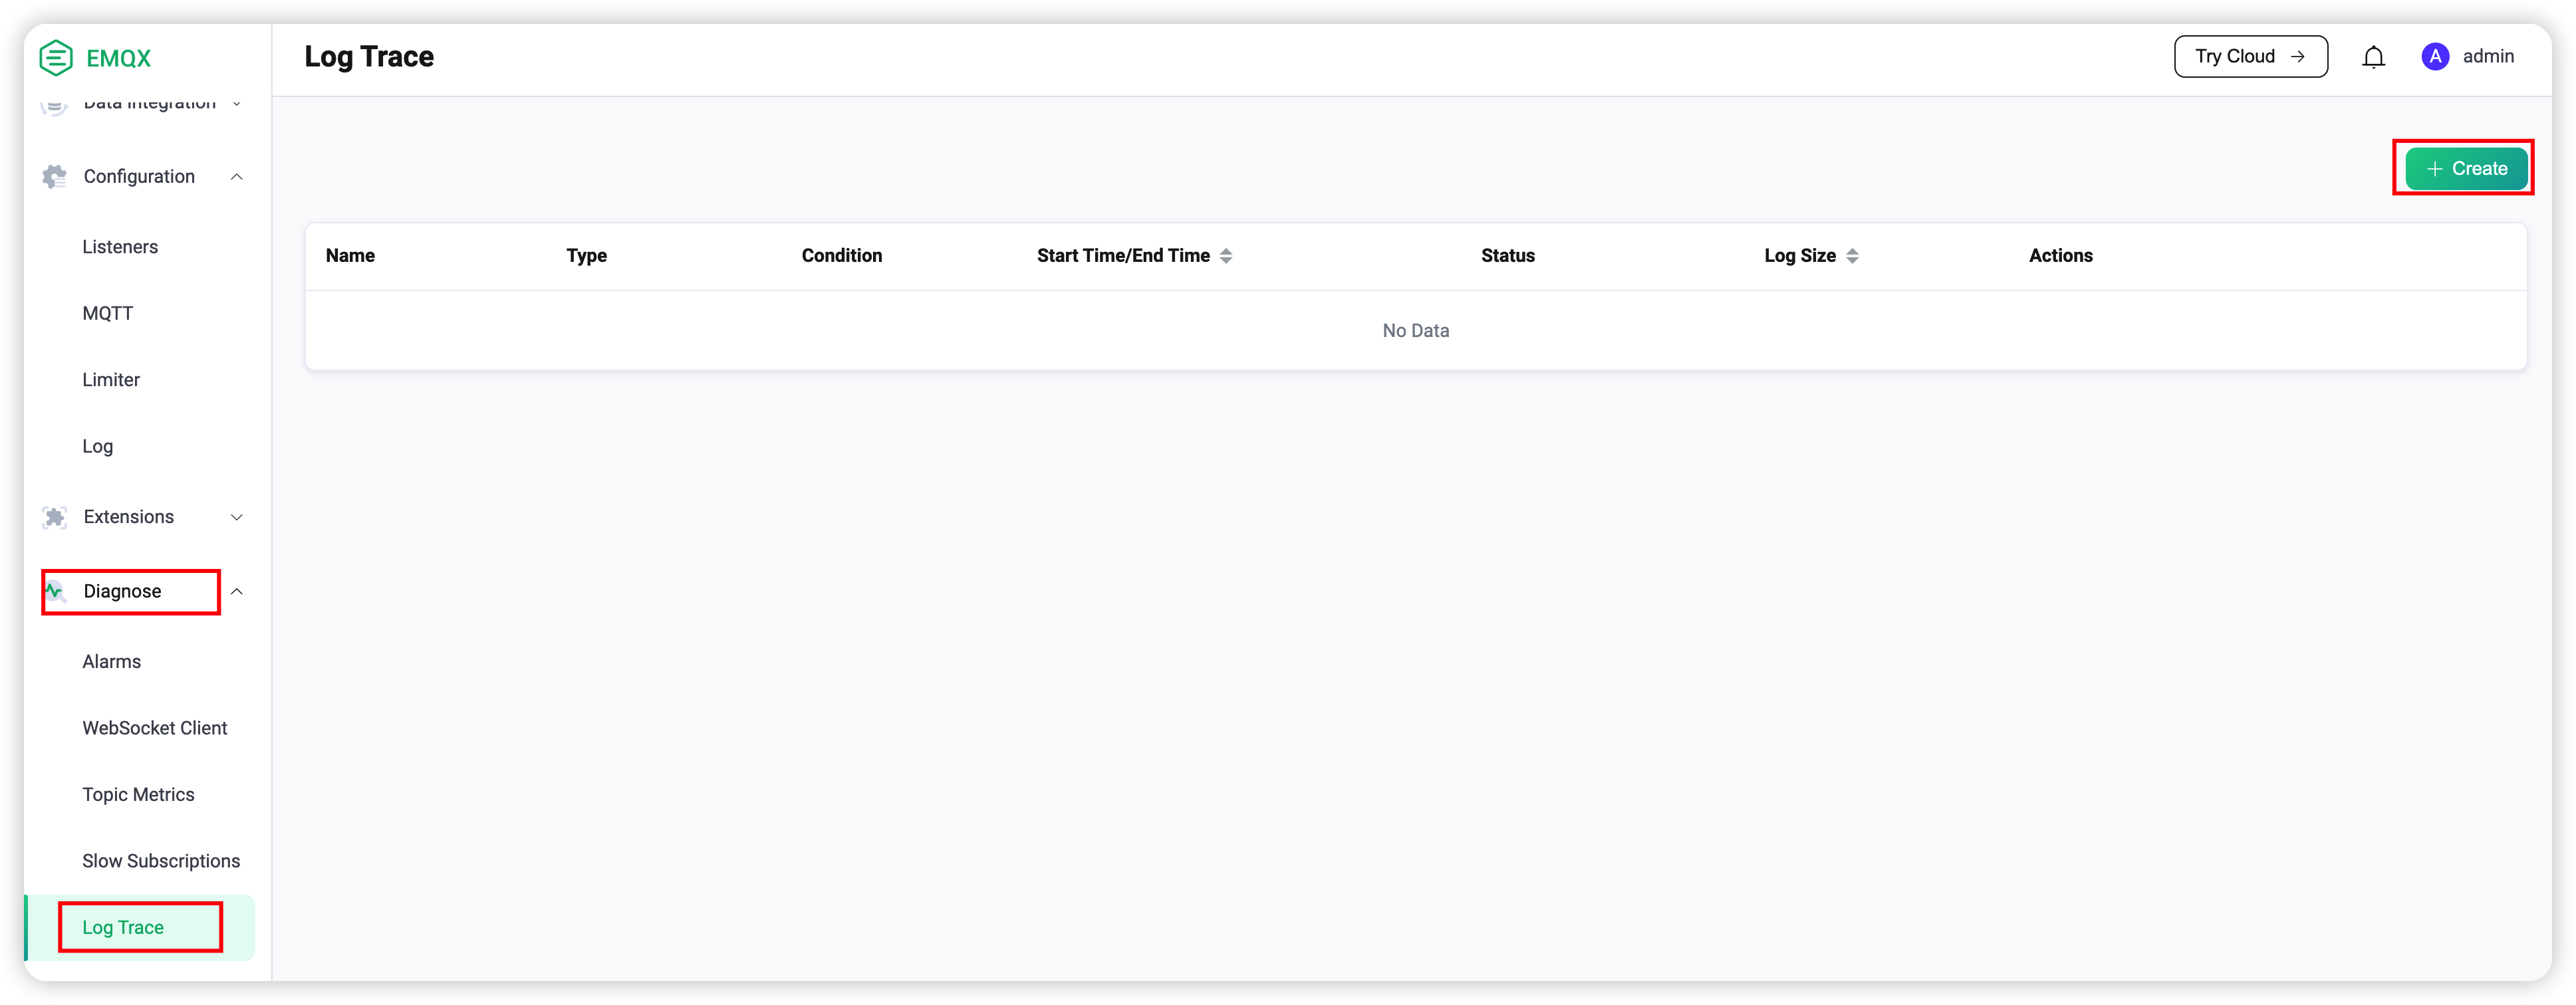 EMQX
Log Trace
Try Cloud →
A
admin
Data Integration
Configuration
Listeners
MQTT
Limiter
Log
Extensions
Diagnose
Alarms
WebSocket Client
Topic Metrics
Slow Subscriptions
Log Trace
+ Create
Name Type Condition Start Time/End Time Status Log Size Actions
No Data